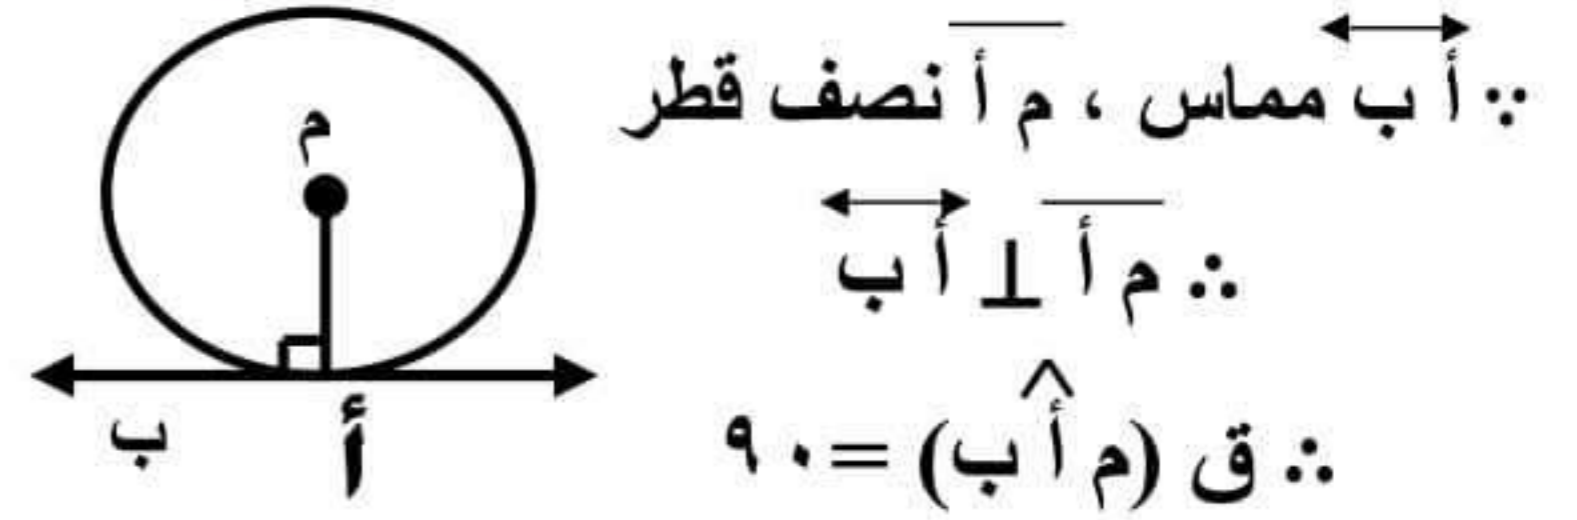 ∵ أ ب مماس ، م أ نصف قطر
∴ م أ ⊥ أ ب
∴ ق (م أ̂ ب) = ٩٠
م
أ
ب